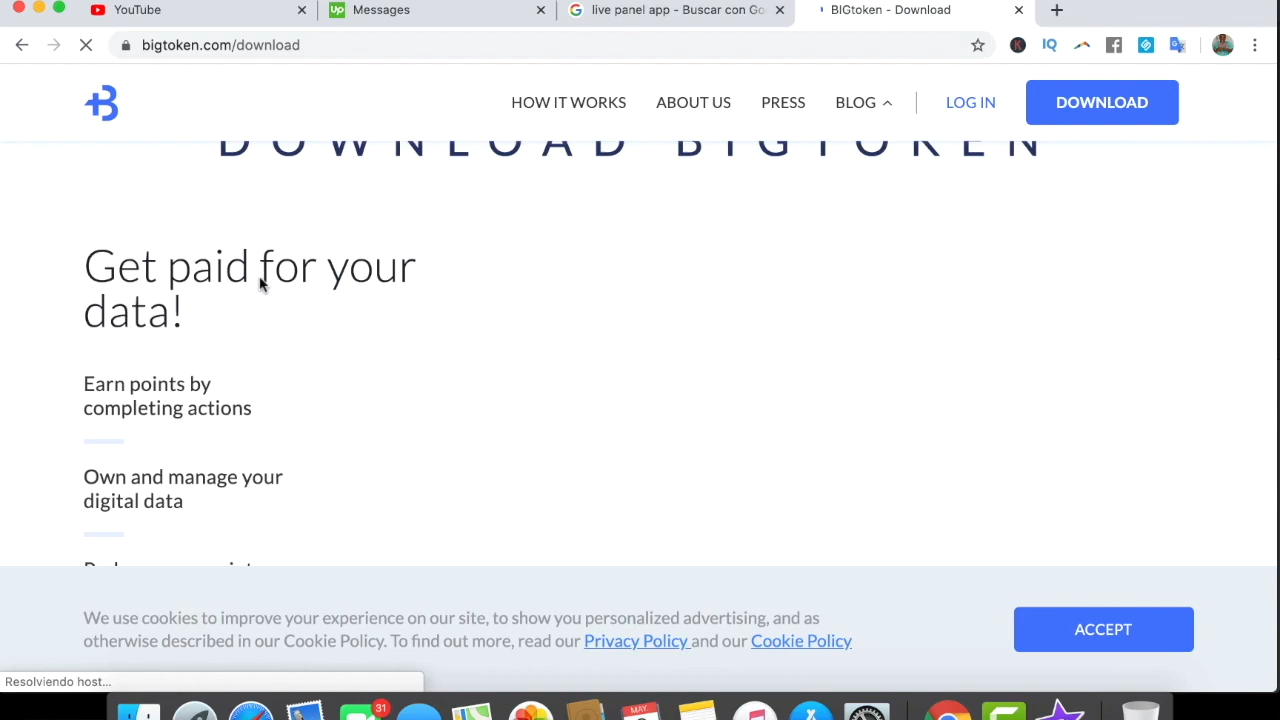 YouTube
Up Messages
live panel app - Buscar con Go
BIGtoken - Download
bigtoken.com/download
K
IQ
B
HOW IT WORKS ABOUT US PRESS BLOG LOG IN DOWNLOAD
DOWNLOAD BIGTOKEN
Get paid for your
data!
Earn points by
completing actions
Own and manage your
digital data
We use cookies to improve your experience on our site, to show you personalized advertising, and as
otherwise described in our Cookie Policy. To find out more, read our Privacy Policy and our Cookie Policy
ACCEPT
Resolviendo host...
31
MAY